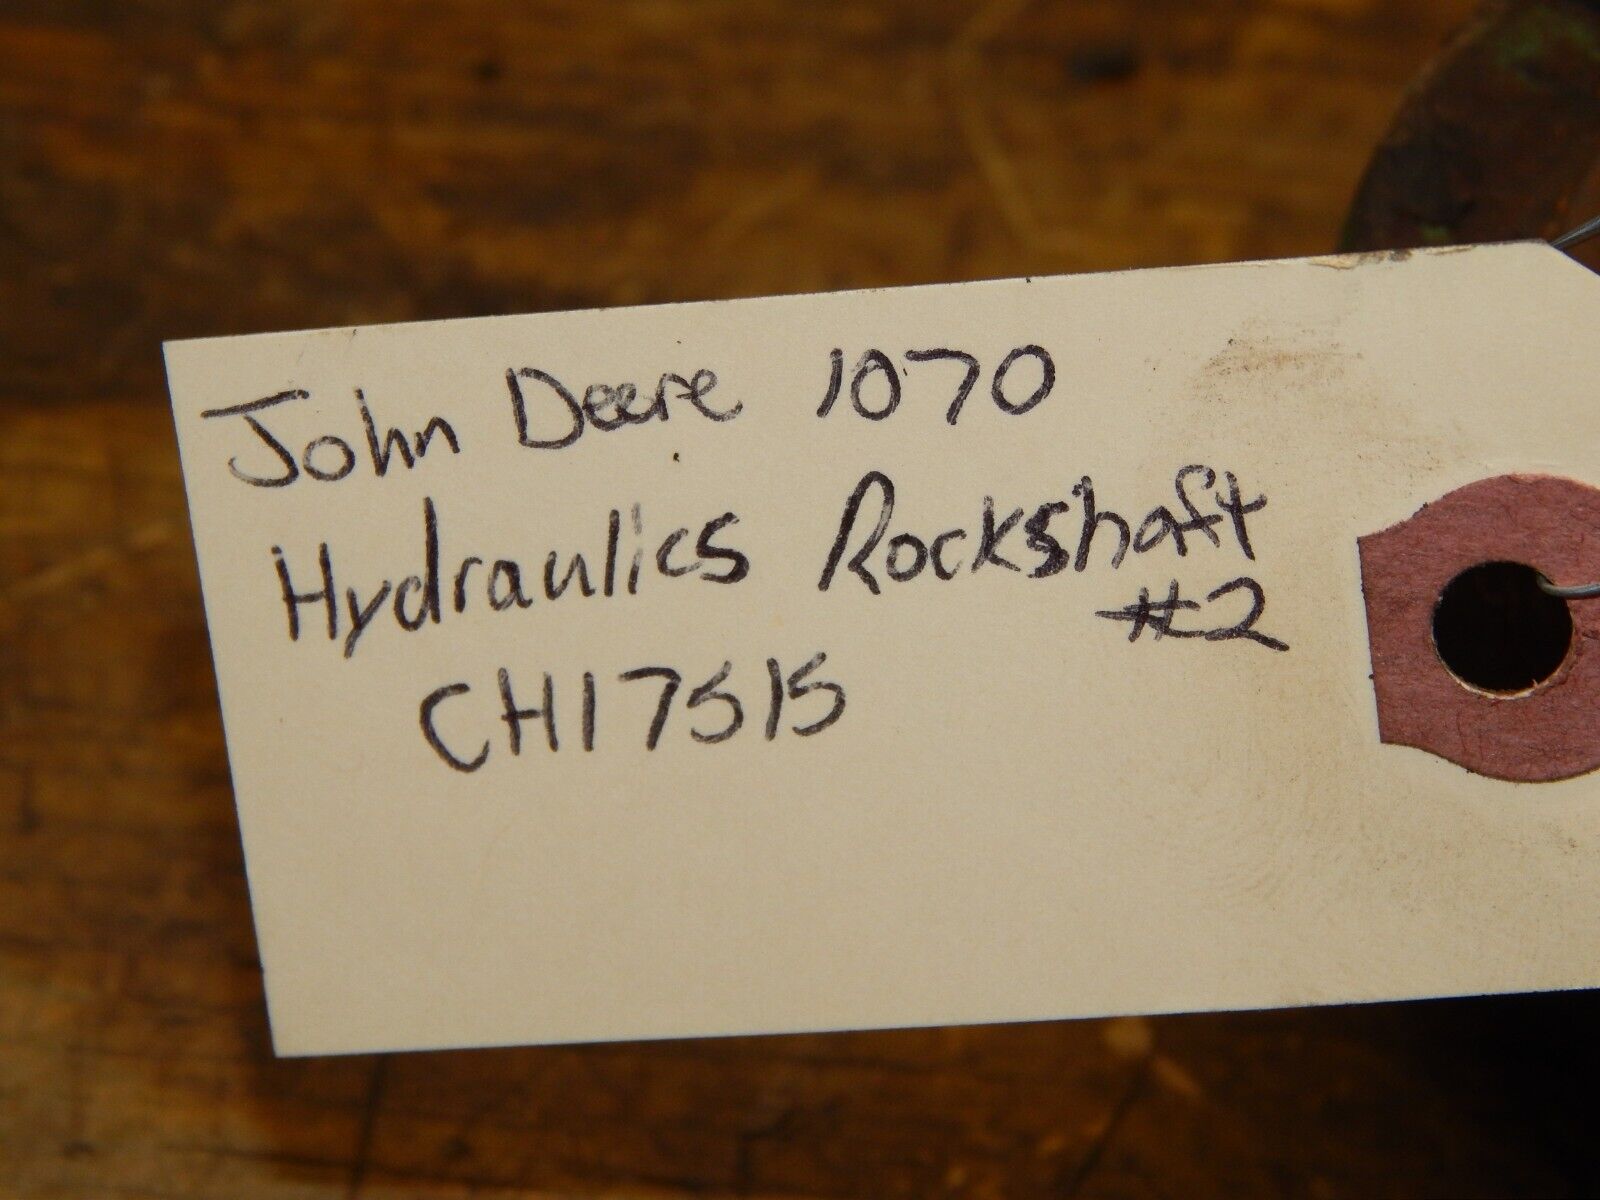 John Deere 1070
Hydraulics Rockshaft
#2
CH17515